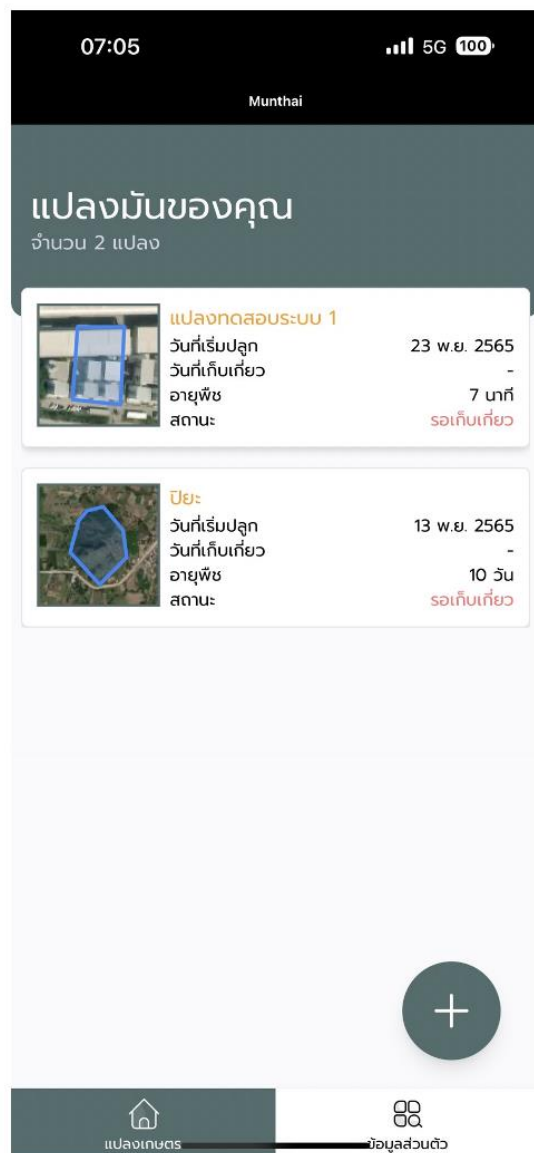 07:05 5G 100
Munthai
แปลงมันของคุณ
จำนวน 2 แปลง
แปลงทดสอบระบบ 1
วันที่เริ่มปลูก 23 พ.ย. 2565
วันที่เก็บเกี่ยว -
อายุพืช 7 นาที
สถานะ รอเก็บเกี่ยว
ปิยะ
วันที่เริ่มปลูก 13 พ.ย. 2565
วันที่เก็บเกี่ยว -
อายุพืช 10 วัน
สถานะ รอเก็บเกี่ยว
+
แปลงเกษตร ข้อมูลส่วนตัว